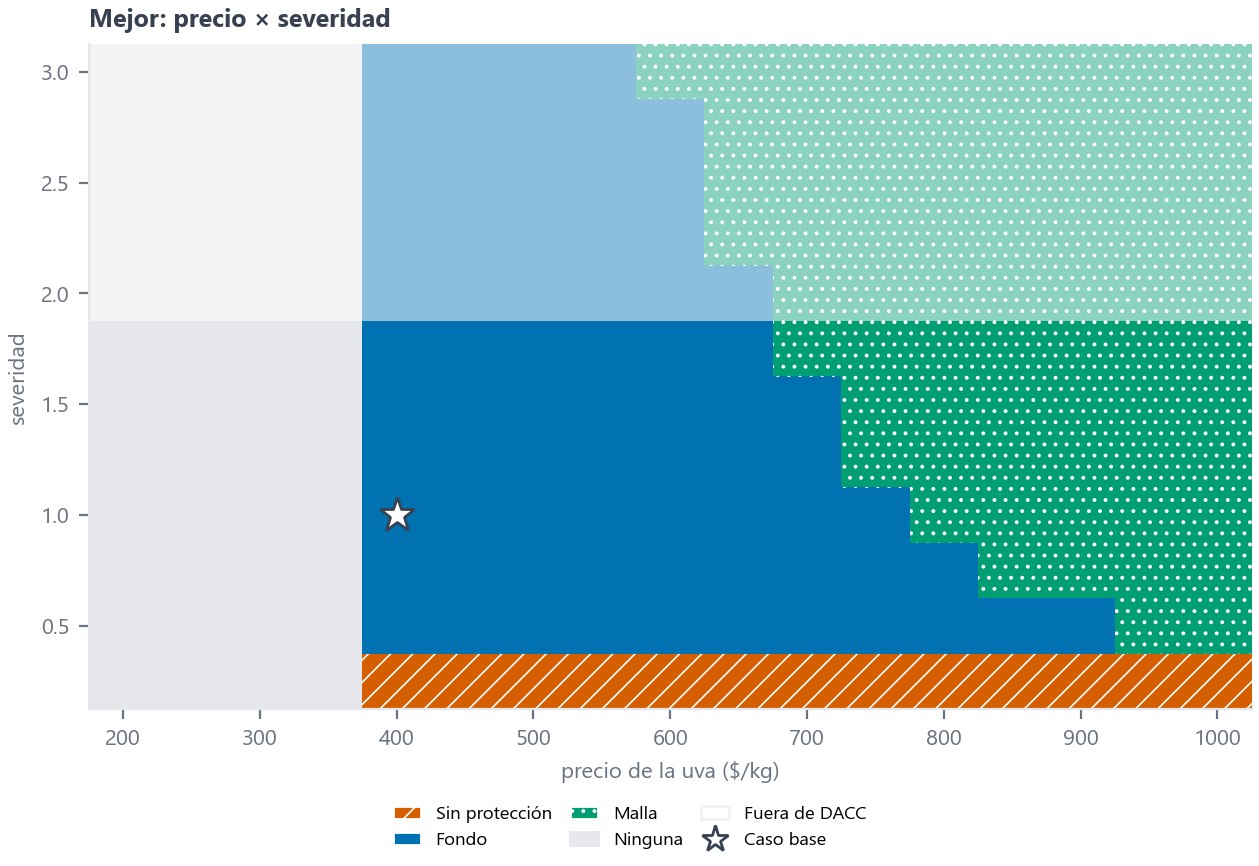 Mejor: precio × severidad
3.0
2.5
2.0
1.5
1.0
0.5
severidad
200 300 400 500 600 700 800 900 1000
precio de la uva ($/kg)
Sin protección Malla Fuera de DACC
Fondo Ninguna Caso base